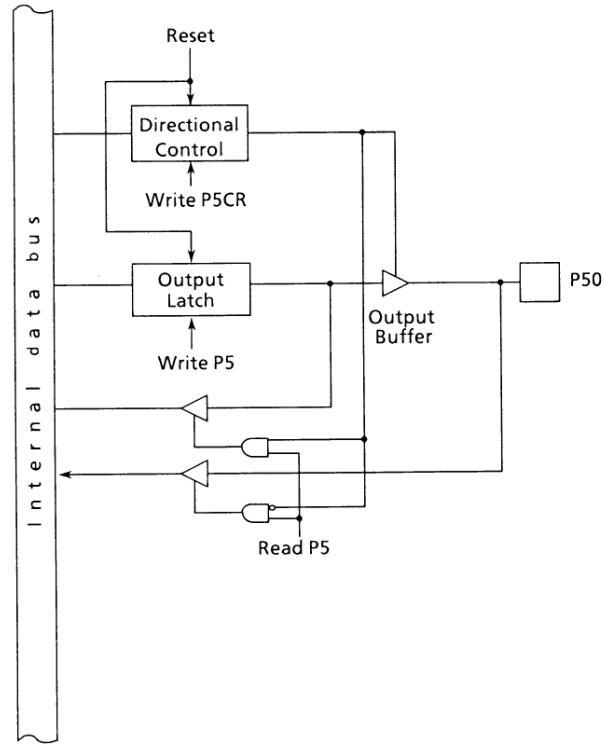 Reset
Directional
Control
Write P5CR
Internal data bus
Output
Latch
P50
Output
Buffer
Write P5
Read P5